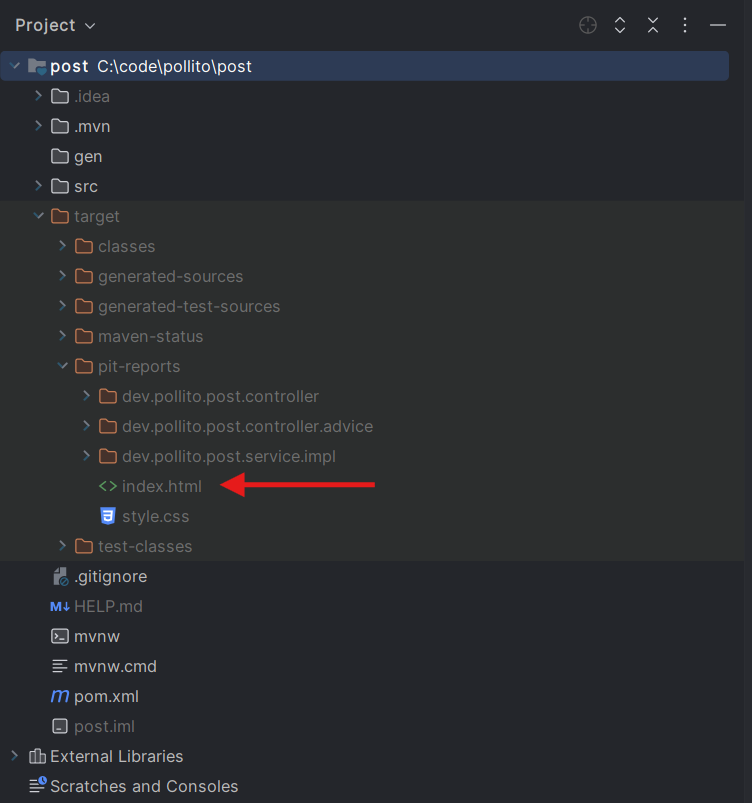 Project
post C:\code\pollito\post
.idea
.mvn
gen
src
target
classes
generated-sources
generated-test-sources
maven-status
pit-reports
dev.pollito.post.controller
dev.pollito.post.controller.advice
dev.pollito.post.service.impl
<> index.html
style.css
test-classes
.gitignore
M↓ HELP.md
mvnw
mvnw.cmd
m pom.xml
post.iml
External Libraries
Scratches and Consoles